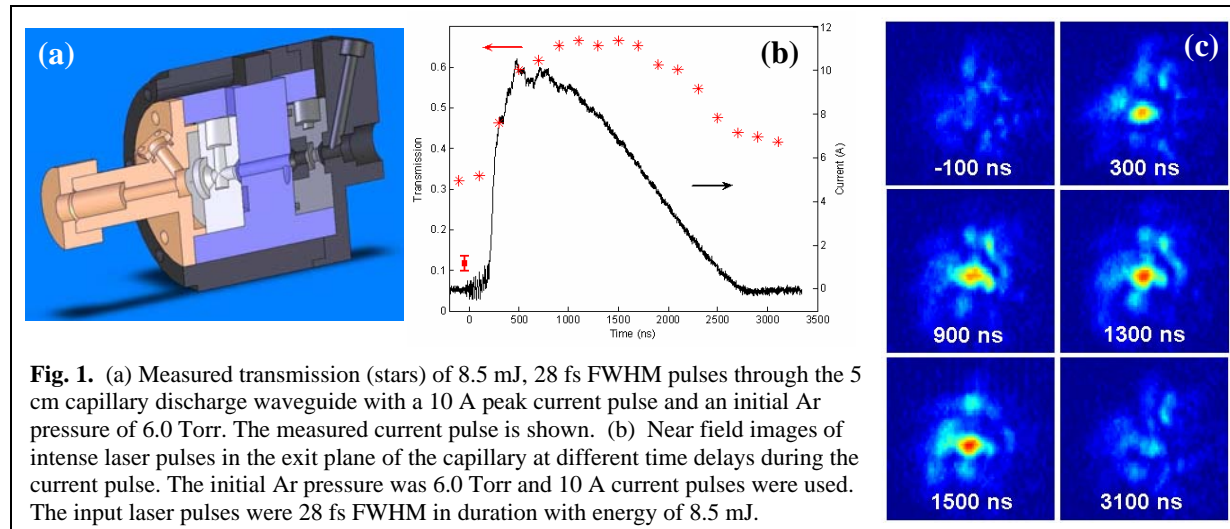 (a)
(b)
(c)
Transmission
0.6
0.5
0.4
0.3
0.2
0.1
0
12
10
8
6
4
2
0
Current (A)
0 500 1000 1500 2000 2500 3000 3500
Time (ns)
-100 ns
300 ns
900 ns
1300 ns
1500 ns
3100 ns
Fig. 1. (a) Measured transmission (stars) of 8.5 mJ, 28 fs FWHM pulses through the 5
cm capillary discharge waveguide with a 10 A peak current pulse and an initial Ar
pressure of 6.0 Torr. The measured current pulse is shown. (b) Near field images of
intense laser pulses in the exit plane of the capillary at different time delays during the
current pulse. The initial Ar pressure was 6.0 Torr and 10 A current pulses were used.
The input laser pulses were 28 fs FWHM in duration with energy of 8.5 mJ.